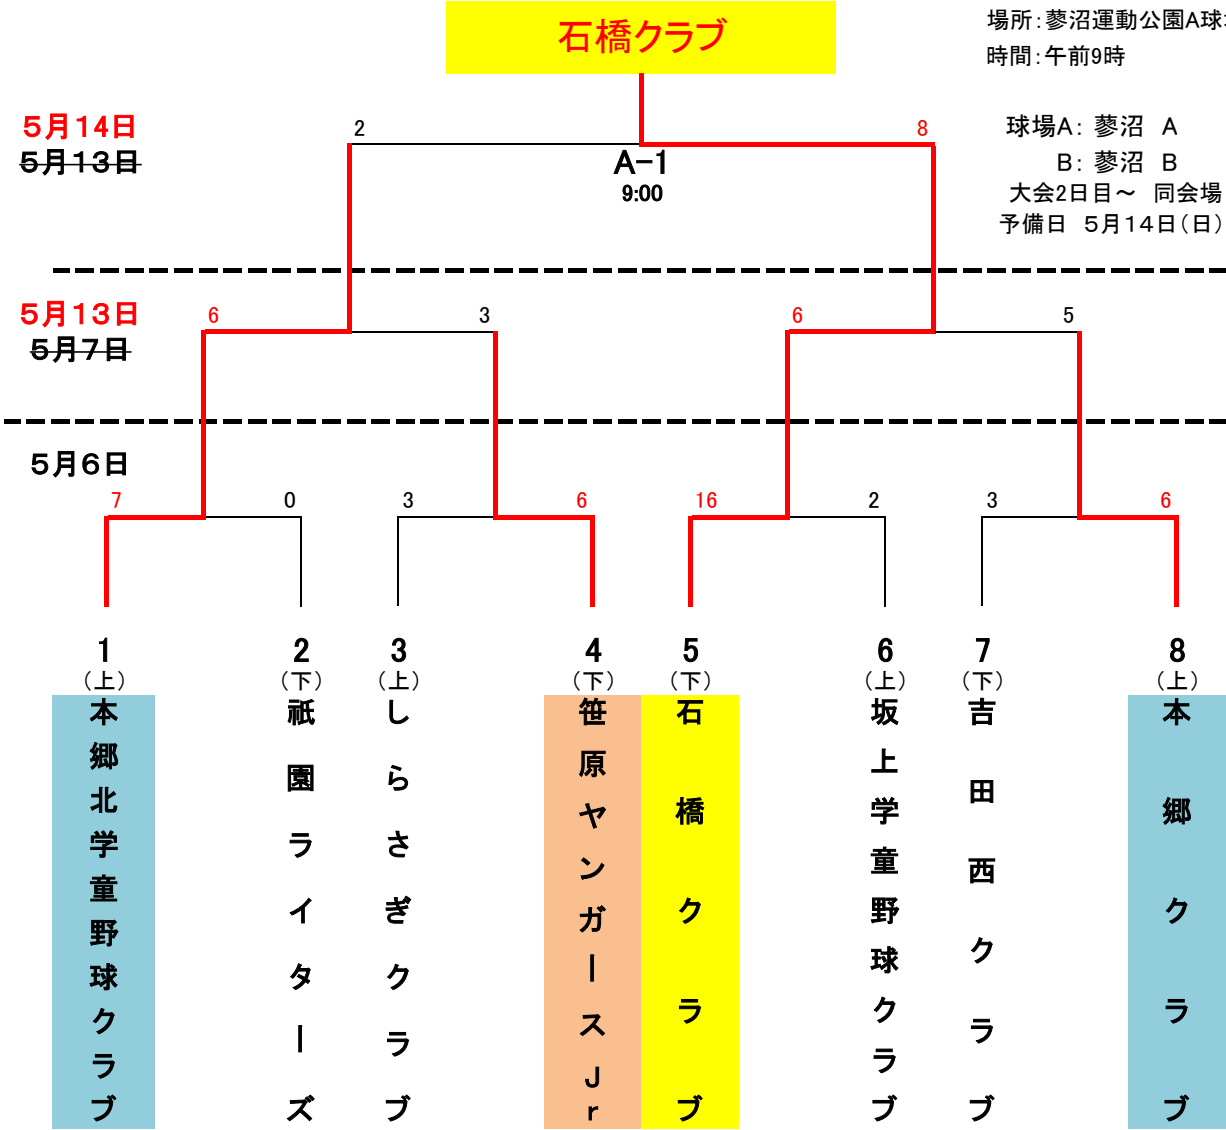 石橋クラブ
場所:蓼沼運動公園A球
時間:午前9時
5月14日
5月13日
2
8
A-1
9:00
球場A: 蓼沼 A
B: 蓼沼 B
大会2日目～ 同会場
予備日 5月14日(日)
5月13日
5月7日
6
3
6
5
5月6日
7
0
3
6
16
2
3
6
1
2
3
4
5
6
7
8
(上)
(下)
(上)
(下)
(下)
(上)
(下)
(上)
本郷北学童野球クラブ
祇園ライターズ
しらさぎクラブ
笹原ヤンガースJr
石橋クラブ
坂上学童野球クラブ
吉田西クラブ
本郷クラブ